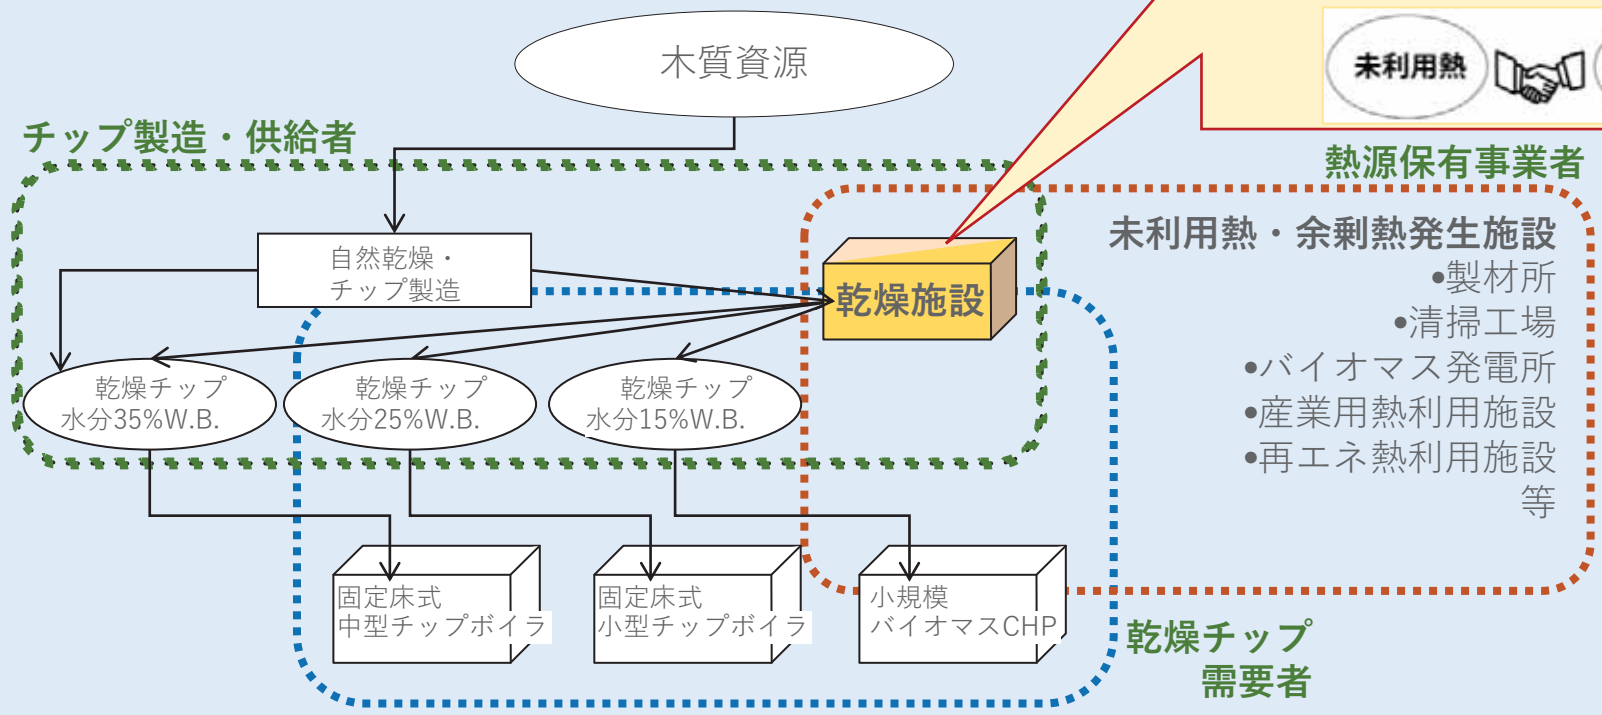 木質資源
未利用熱
チップ製造・供給者
熱源保有事業者
自然乾燥・
チップ製造
乾燥施設
未利用熱・余剰熱発生施設
•製材所
•清掃工場
•バイオマス発電所
•産業用熱利用施設
•再エネ熱利用施設
等
乾燥チップ
水分35%W.B.
乾燥チップ
水分25%W.B.
乾燥チップ
水分15%W.B.
固定床式
中型チップボイラ
固定床式
小型チップボイラ
小規模
バイオマスCHP
乾燥チップ
需要者